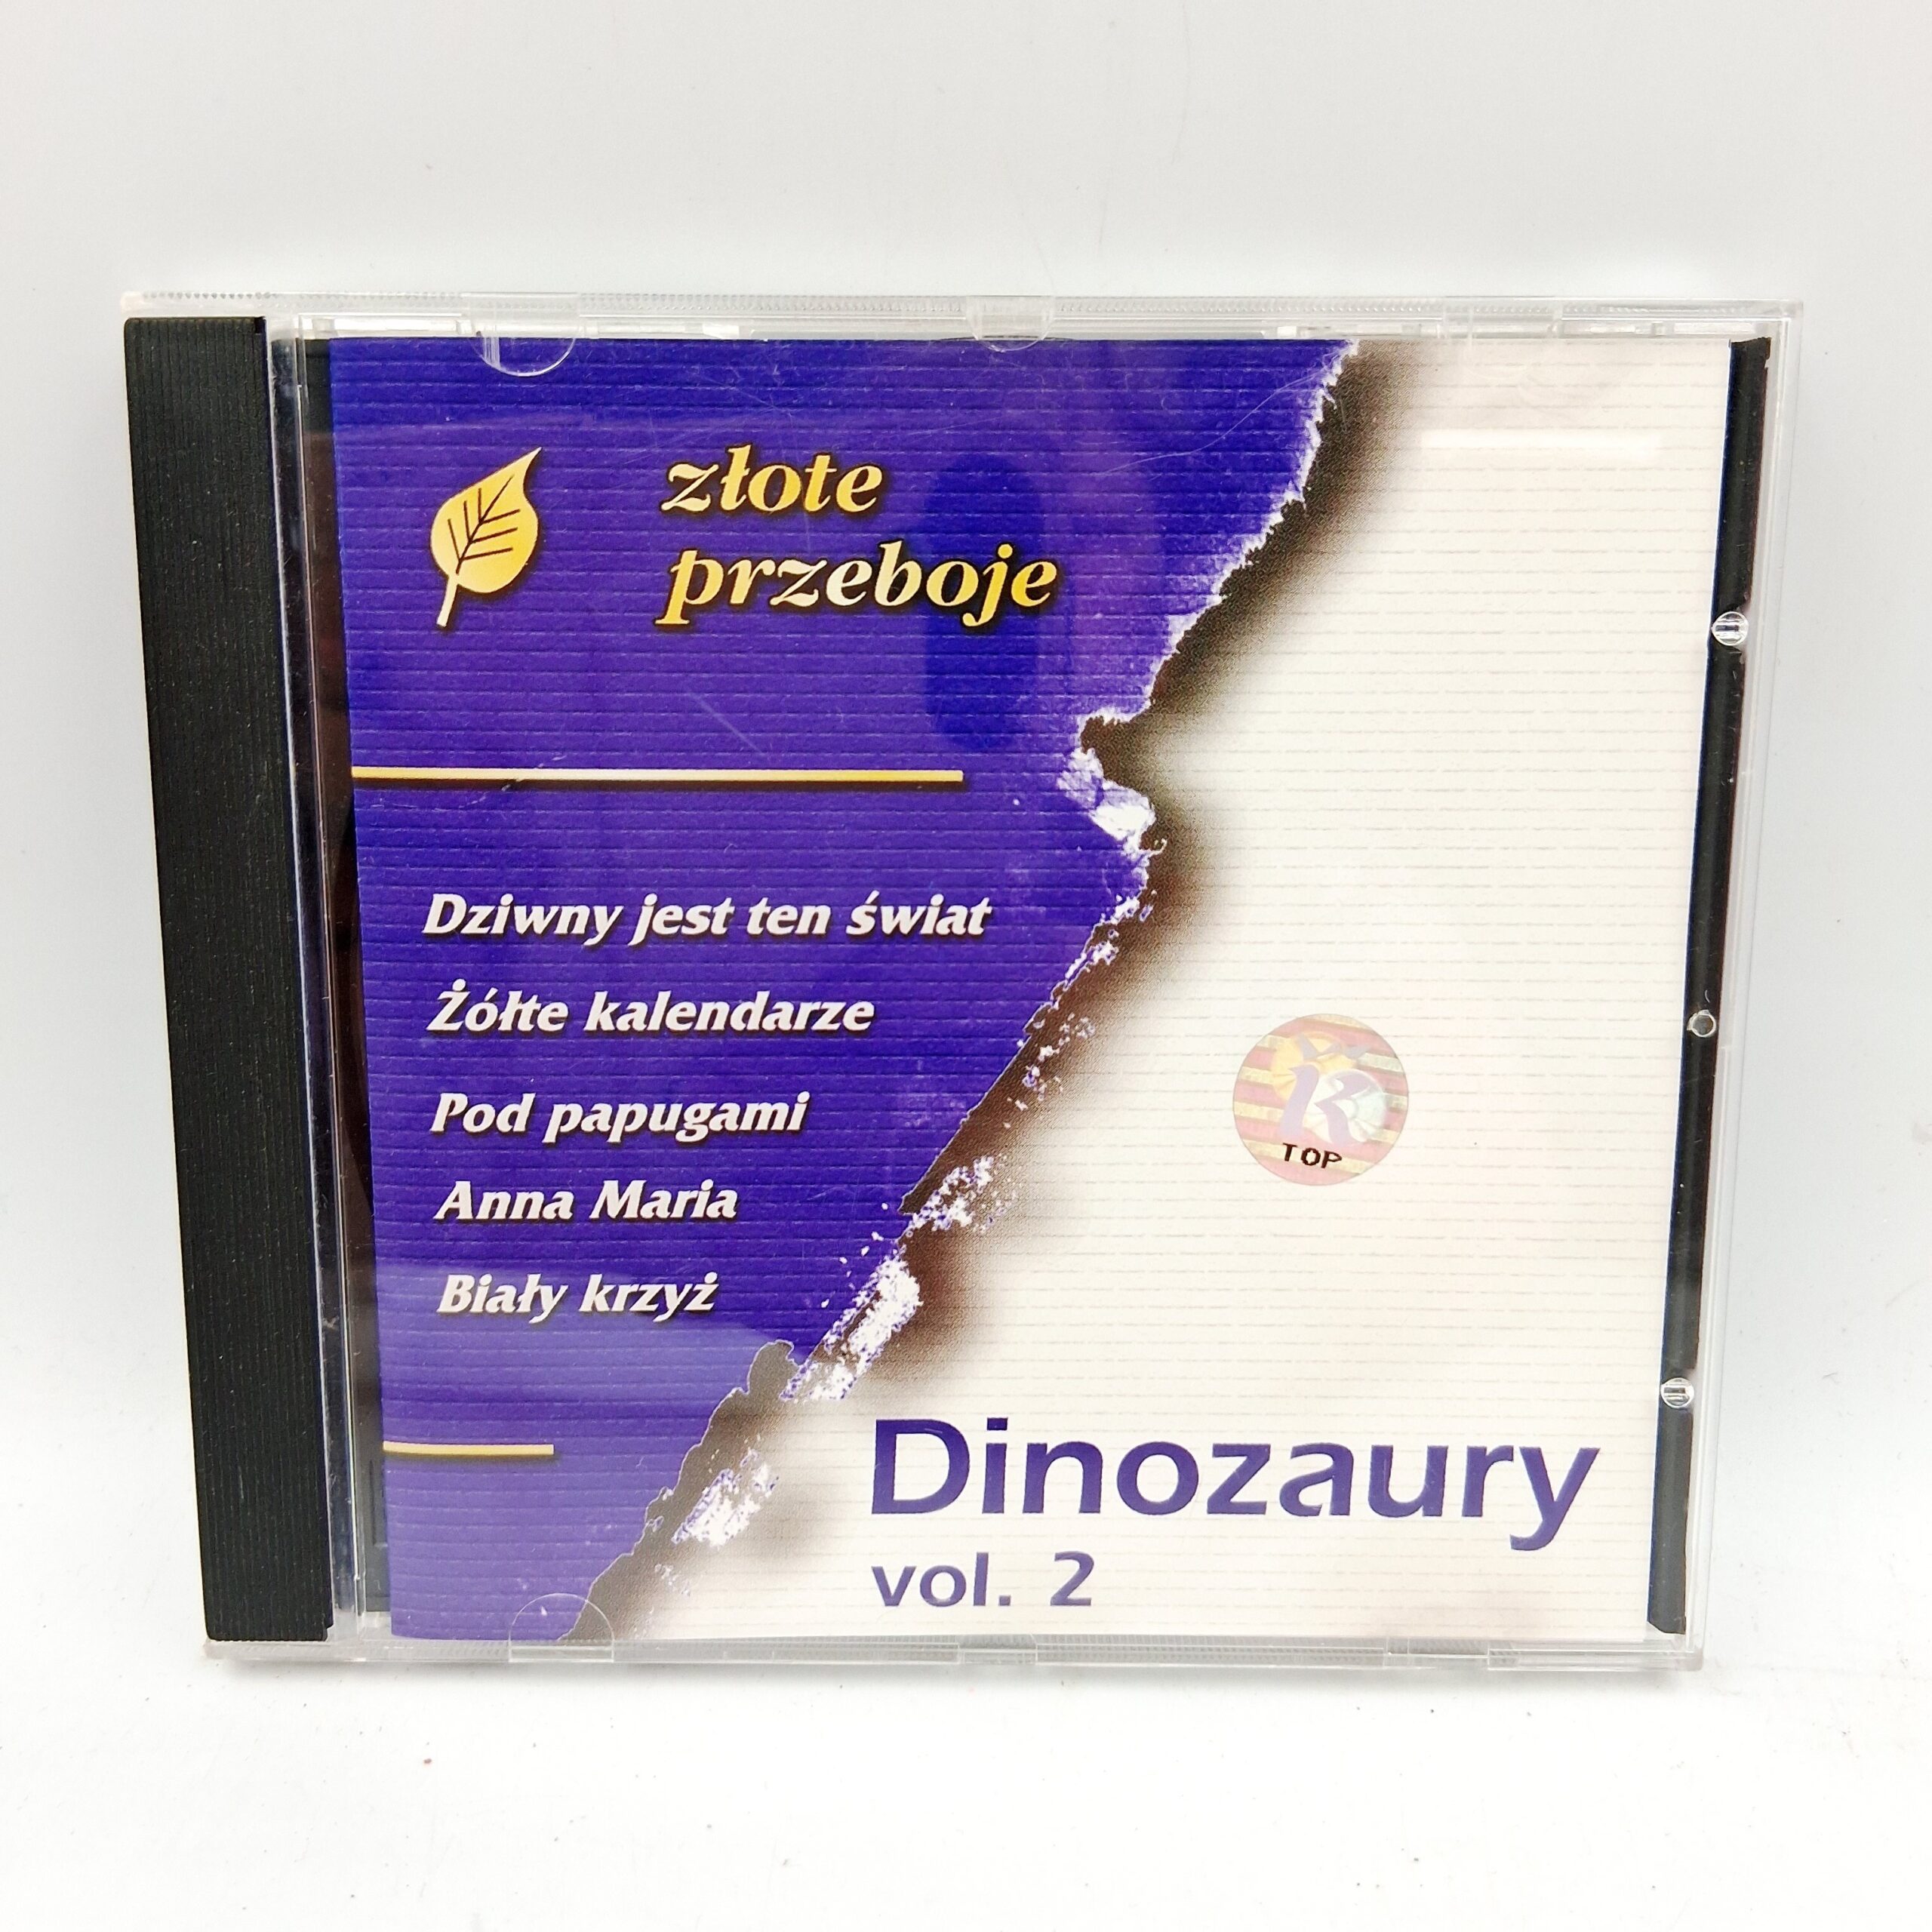 złote
przeboje
Dziwny jest ten świat
Żółte kalendarze
Pod papugami
Anna Maria
Biały krzyż
K
TOP
Dinozaury
vol. 2